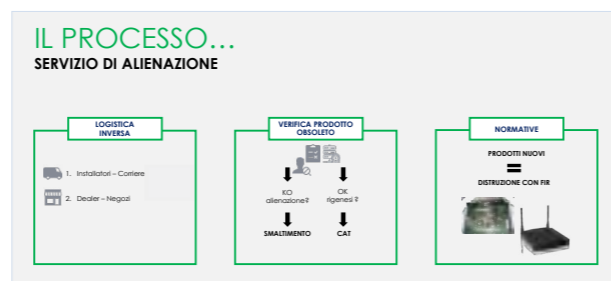 IL PROCESSO…
SERVIZIO DI ALIENAZIONE
LOGISTICA
INVERSA
1. Installatori – Corriere
2. Dealer – Negozi
VERIFICA PRODOTTO
OBSOLETO
KO
alienazione?
OK
rigenesi ?
SMALTIMENTO
CAT
NORMATIVE
PRODOTTI NUOVI
=
DISTRUZIONE CON FIR